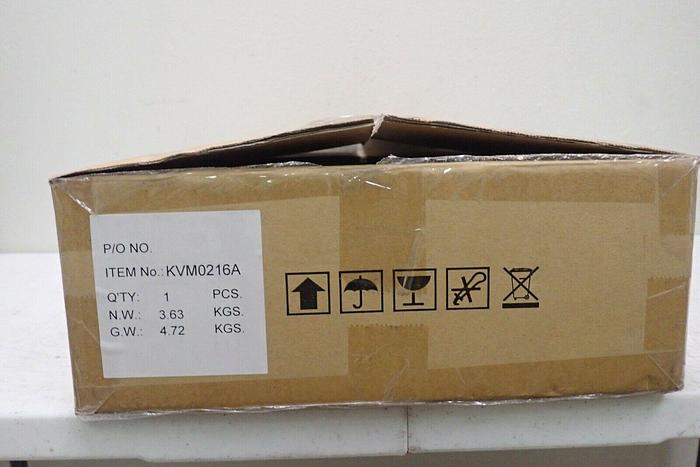 P/O NO.
ITEM No.: KVM0216A
Q'TY: 1 PCS.
N.W.: 3.63 KGS.
G.W.: 4.72 KGS.